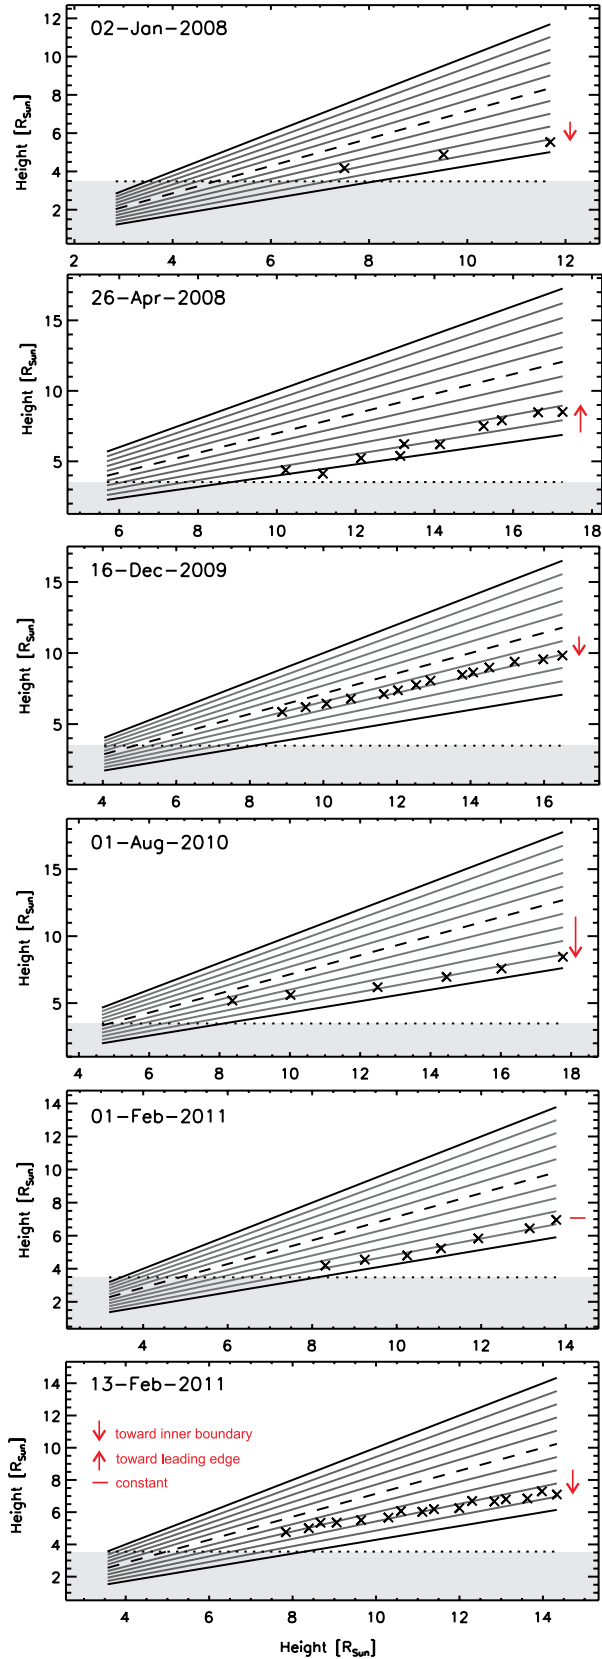 12
10
8
6
4
2
Height [R_Sun]
02-Jan-2008
2 4 6 8 10 12
15
10
5
Height [R_Sun]
26-Apr-2008
6 8 10 12 14 16 18
15
10
5
Height [R_Sun]
16-Dec-2009
4 6 8 10 12 14 16
15
10
5
Height [R_Sun]
01-Aug-2010
4 6 8 10 12 14 16 18
14
12
10
8
6
4
2
Height [R_Sun]
01-Feb-2011
4 6 8 10 12 14
14
12
10
8
6
4
2
Height [R_Sun]
13-Feb-2011
toward inner boundary
toward leading edge
constant
4 6 8 10 12 14
Height [R_Sun]